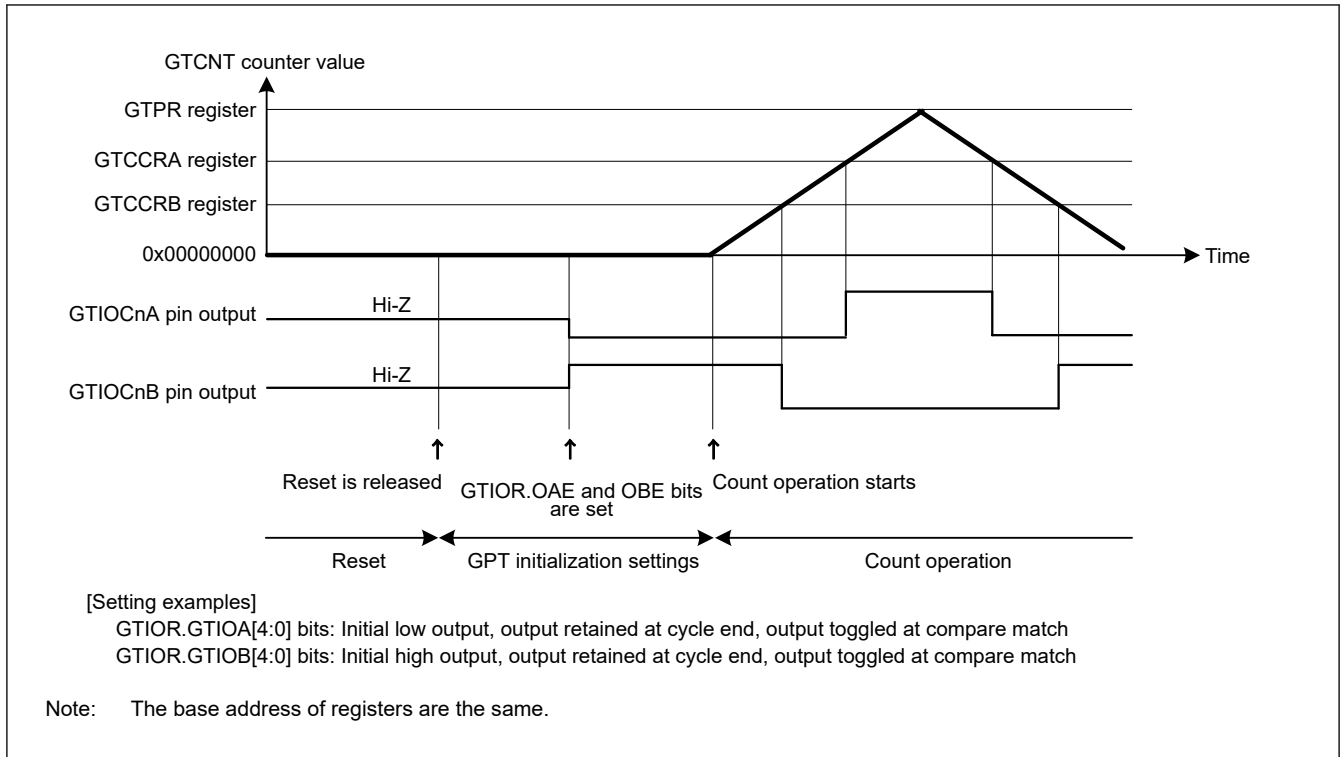 GTCNT counter value
GTPR register
GTCCRA register
GTCCRB register
0x00000000
Time
GTIOCnA pin output
Hi-Z
GTIOCnB pin output
Hi-Z
Reset is released
GTIOR.OAE and OBE bits
are set
Count operation starts
Reset
GPT initialization settings
Count operation
[Setting examples]
GTIOR.GTIOA[4:0] bits: Initial low output, output retained at cycle end, output toggled at compare match
GTIOR.GTIOB[4:0] bits: Initial high output, output retained at cycle end, output toggled at compare match
Note: The base address of registers are the same.